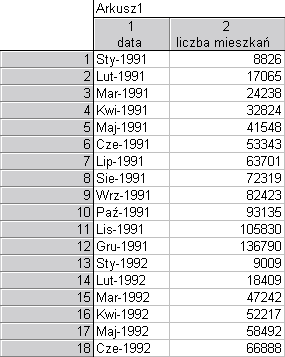 Arkusz1
1 2
data liczba mieszkań
1 Sty-1991 8826
2 Lut-1991 17065
3 Mar-1991 24238
4 Kwi-1991 32824
5 Maj-1991 41548
6 Cze-1991 53343
7 Lip-1991 63701
8 Sie-1991 72319
9 Wrz-1991 82423
10 Paź-1991 93135
11 Lis-1991 105830
12 Gru-1991 136790
13 Sty-1992 9009
14 Lut-1992 18409
15 Mar-1992 47242
16 Kwi-1992 52217
17 Maj-1992 58492
18 Cze-1992 66888